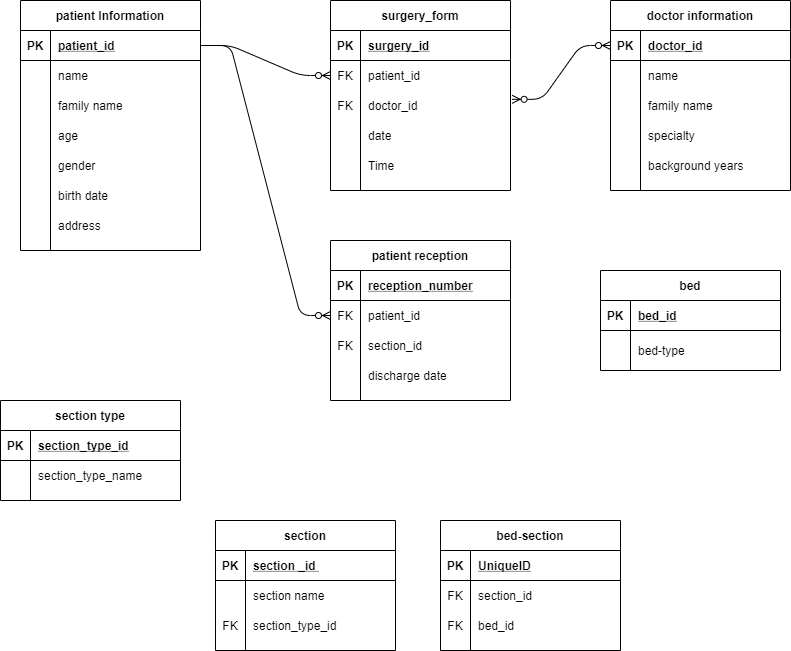 patient Information
PK patient_id
name
family name
age
gender
birth date
address
surgery_form
PK surgery_id
FK patient_id
FK doctor_id
date
Time
doctor information
PK doctor_id
name
family name
specialty
background years
patient reception
PK reception_number
FK patient_id
FK section_id
discharge date
bed
PK bed_id
bed-type
section type
PK section_type_id
section_type_name
section
PK section _id
section name
FK section_type_id
bed-section
PK UniqueID
FK section_id
FK bed_id